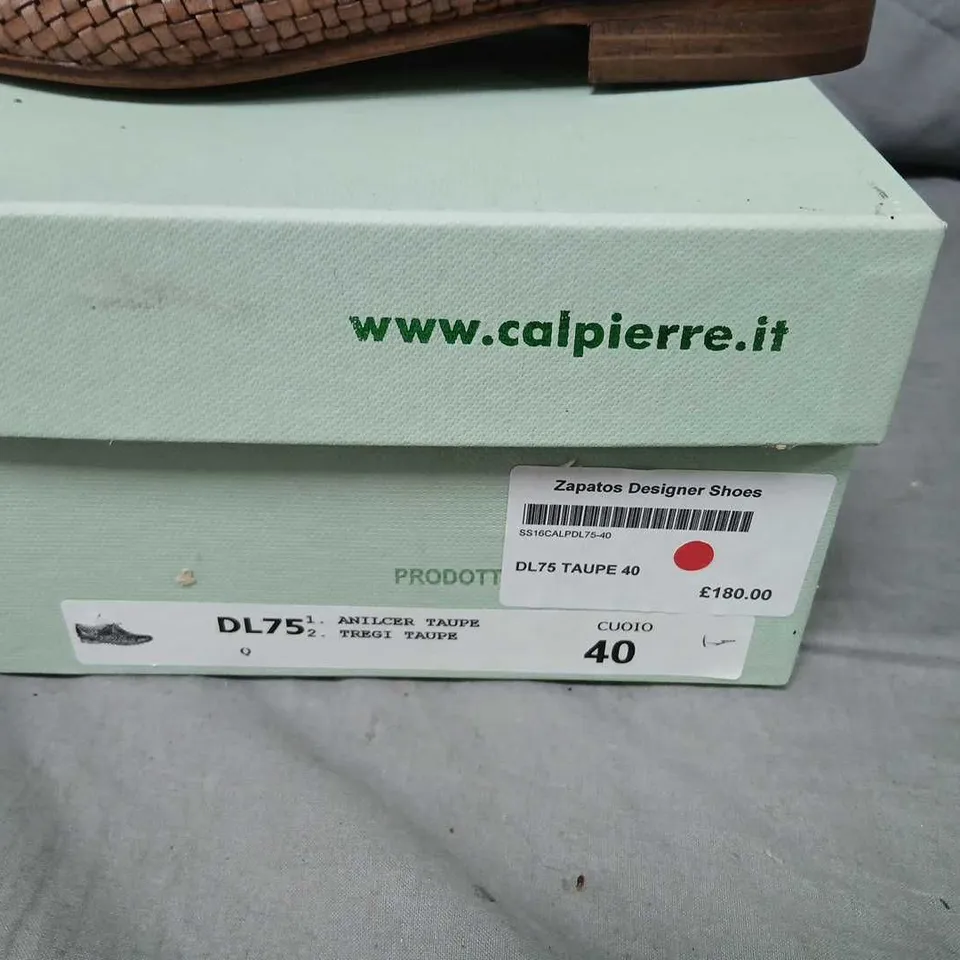 www.calpierre.it
Zapatos Designer Shoes
SS16CALPDL75-40
DL75 TAUPE 40
£180.00
PRODOTT
DL75 1. ANILCER TAUPE
2. TREGI TAUPE
Q
CUOIO
40